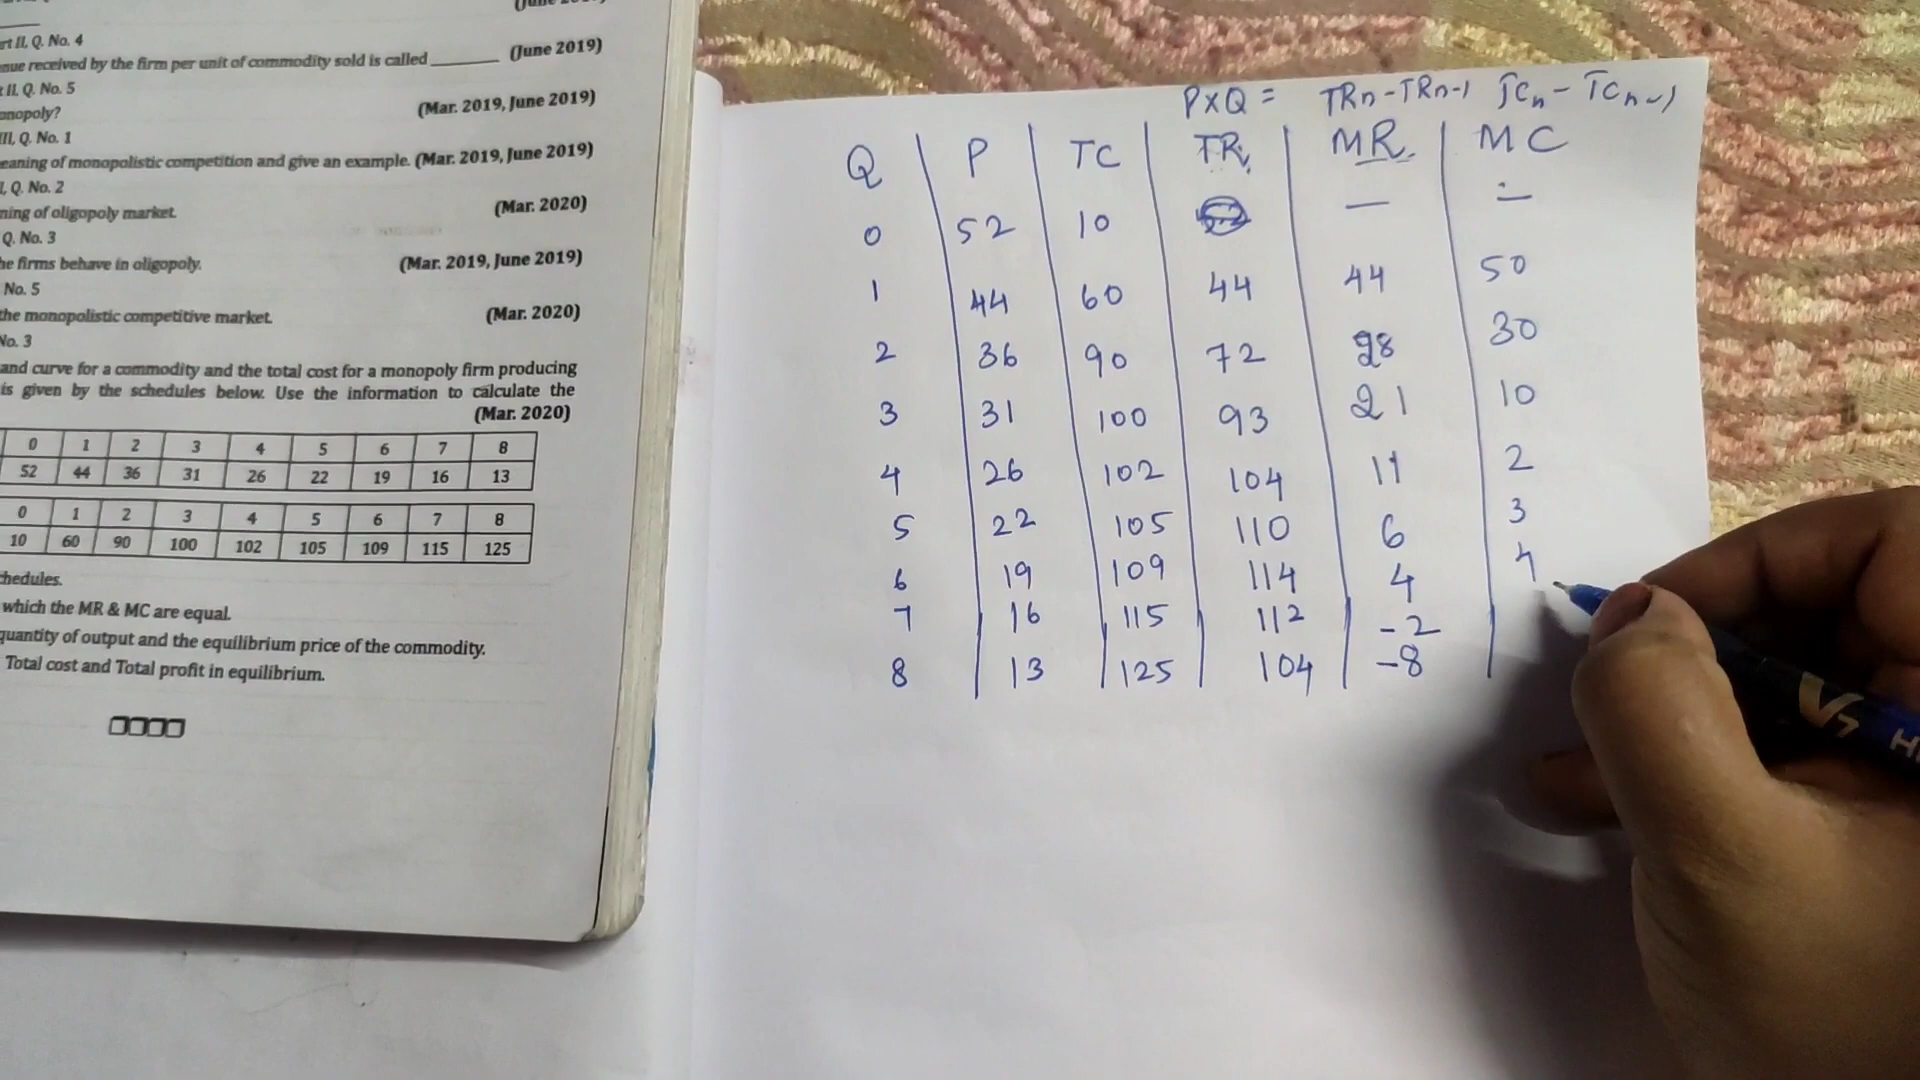 rt II, Q. No. 4
nue received by the firm per unit of commodity sold is called ______ (June 2019)
II, Q. No. 5
onopoly? (Mar. 2019, June 2019)
III, Q. No. 1
eaning of monopolistic competition and give an example. (Mar. 2019, June 2019)
I, Q. No. 2
ning of oligopoly market. (Mar. 2020)
Q. No. 3
he firms behave in oligopoly. (Mar. 2019, June 2019)
No. 5
the monopolistic competitive market. (Mar. 2020)
No. 3
and curve for a commodity and the total cost for a monopoly firm producing
is given by the schedules below. Use the information to calculate the
(Mar. 2020)
0 1 2 3 4 5 6 7 8
52 44 36 31 26 22 19 16 13
0 1 2 3 4 5 6 7 8
10 60 90 100 102 105 109 115 125
chedules.
which the MR & MC are equal.
quantity of output and the equilibrium price of the commodity.
Total cost and Total profit in equilibrium.
P×Q = TRn-TRn-1 TCn-TCn-1
Q P TC TR MR MC
0 52 10 — —
1 44 60 44 44 50
2 36 90 72 28 30
3 31 100 93 21 10
4 26 102 104 11 2
5 22 105 110 6 3
6 19 109 114 4 4
7 16 115 112 -2
8 13 125 104 -8
V7